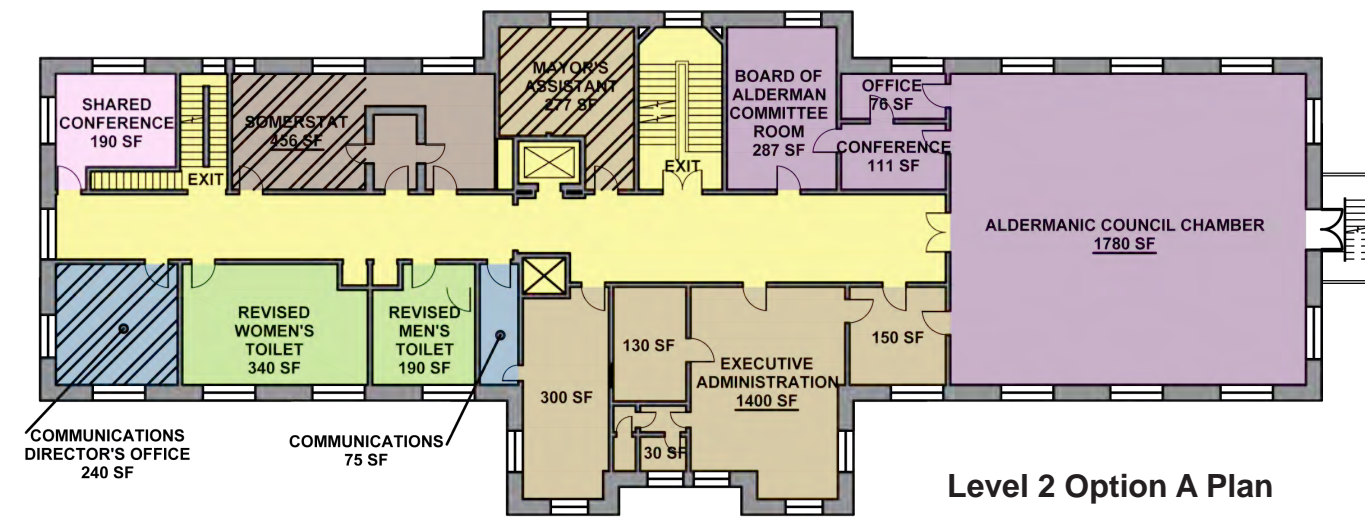 SHARED
CONFERENCE
190 SF
EXIT
SOMERSTAT
456 SF
MAYOR'S
ASSISTANT
277 SF
EXIT
BOARD OF
ALDERMAN
COMMITTEE
ROOM
287 SF
OFFICE
76 SF
CONFERENCE
111 SF
ALDERMANIC COUNCIL CHAMBER
1780 SF
REVISED
WOMEN'S
TOILET
340 SF
REVISED
MEN'S
TOILET
190 SF
300 SF
130 SF
EXECUTIVE
ADMINISTRATION
1400 SF
150 SF
30 SF
COMMUNICATIONS
DIRECTOR'S OFFICE
240 SF
COMMUNICATIONS
75 SF
Level 2 Option A Plan